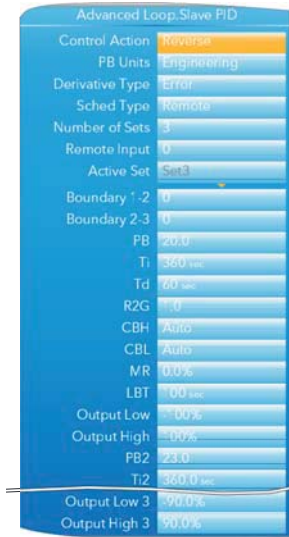 Advanced Loop.Slave PID
Control Action Reverse
PB Units Engineering
Derivative Type Error
Sched Type Remote
Number of Sets 3
Remote Input 0
Active Set Set3
Boundary 1-2 0
Boundary 2-3 0
PB 20.0
Ti 360 sec
Td 60 sec
R2G 1.0
CBH Auto
CBL Auto
MR 0.0%
LBT 100 sec
Output Low -100%
Output High 100%
PB2 23.0
Ti2 360.0 sec
Output Low 3 -90.0%
Output High 3 90.0%